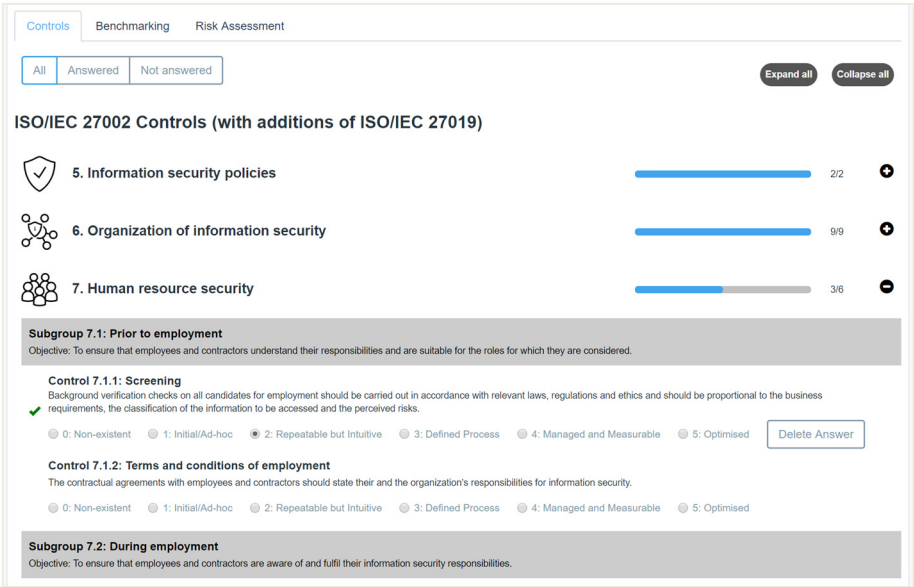 Controls Benchmarking Risk Assessment
All Answered Not answered Expand all Collapse all
ISO/IEC 27002 Controls (with additions of ISO/IEC 27019)
5. Information security policies 2/2
6. Organization of information security 9/9
7. Human resource security 3/6
Subgroup 7.1: Prior to employment
Objective: To ensure that employees and contractors understand their responsibilities and are suitable for the roles for which they are considered.
Control 7.1.1: Screening
Background verification checks on all candidates for employment should be carried out in accordance with relevant laws, regulations and ethics and should be proportional to the business
requirements, the classification of the information to be accessed and the perceived risks.
0: Non-existent 1: Initial/Ad-hoc 2: Repeatable but Intuitive 3: Defined Process 4: Managed and Measurable 5: Optimised Delete Answer
Control 7.1.2: Terms and conditions of employment
The contractual agreements with employees and contractors should state their and the organization's responsibilities for information security.
0: Non-existent 1: Initial/Ad-hoc 2: Repeatable but Intuitive 3: Defined Process 4: Managed and Measurable 5: Optimised
Subgroup 7.2: During employment
Objective: To ensure that employees and contractors are aware of and fulfil their information security responsibilities.